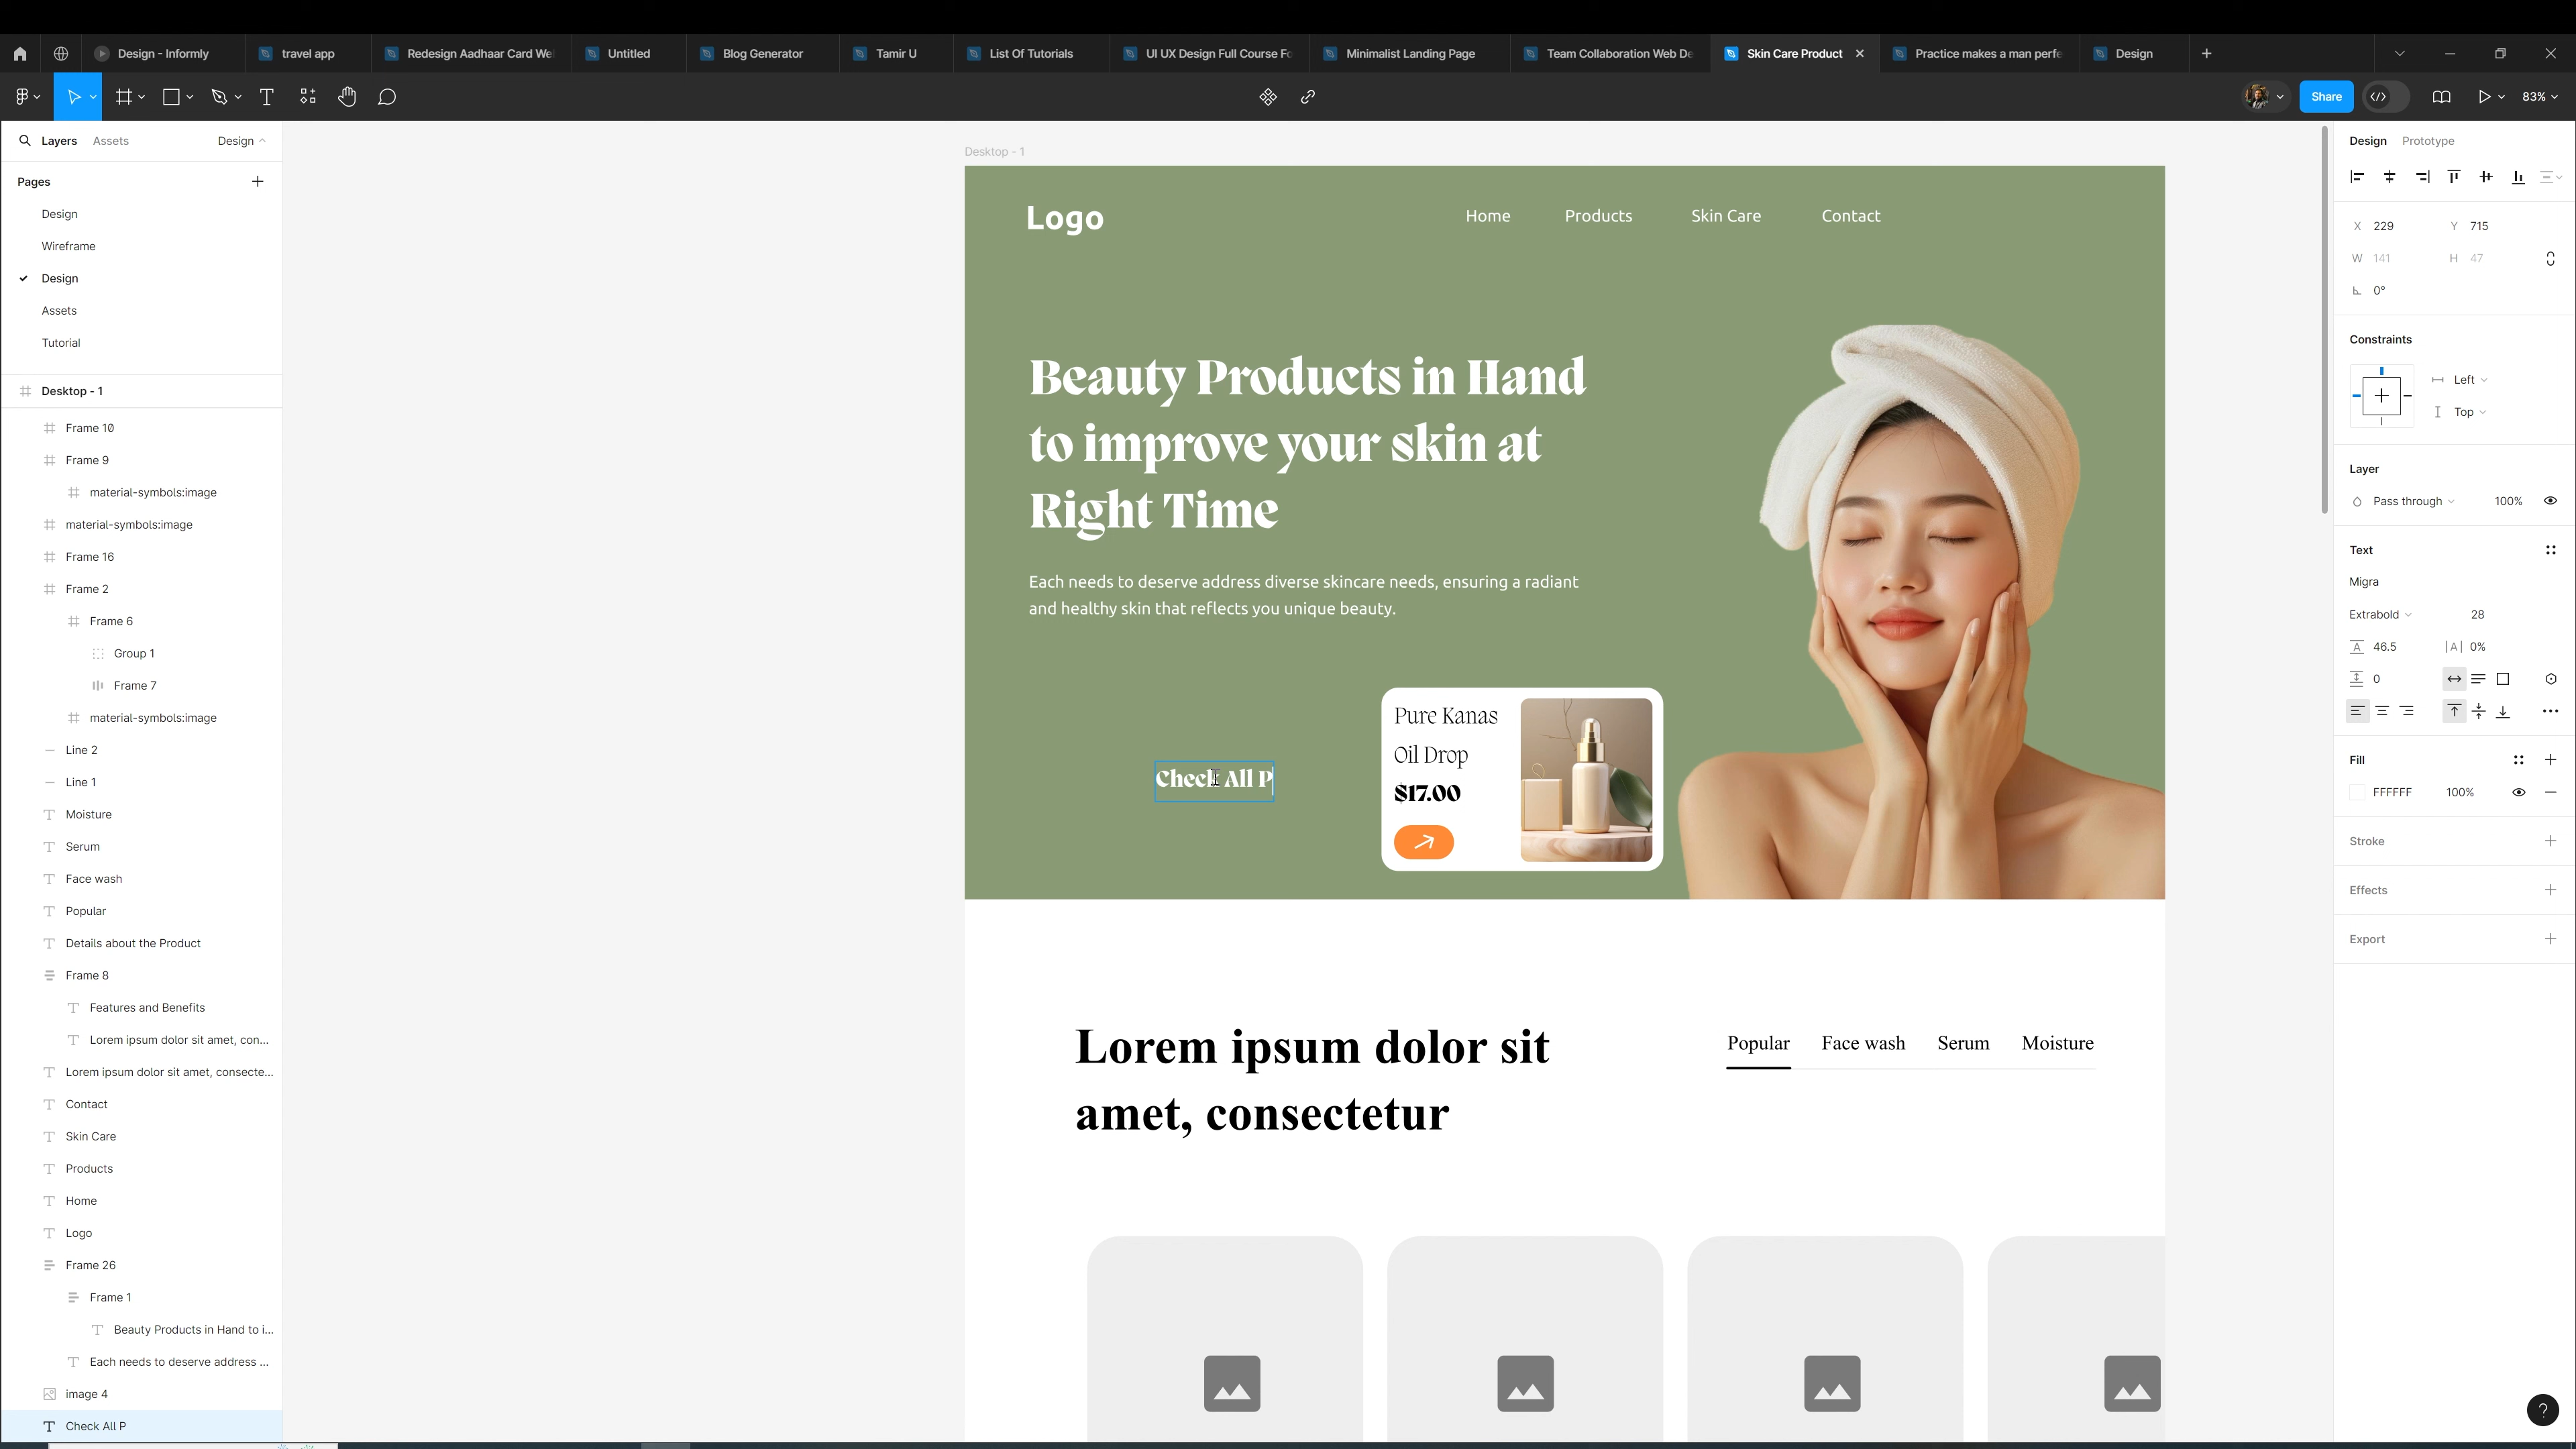 Design - Informly
travel app
Redesign Aadhaar Card We
Untitled
Blog Generator
Tamir U
List Of Tutorials
UI UX Design Full Course Fo
Minimalist Landing Page
Team Collaboration Web De
Skin Care Product
Practice makes a man perfe
Design
Share
83%
Layers
Assets
Design
Pages
Design
Wireframe
Design
Assets
Tutorial
Desktop - 1
Frame 10
Frame 9
material-symbols:image
material-symbols:image
Frame 16
Frame 2
Frame 6
Group 1
Frame 7
material-symbols:image
Line 2
Line 1
Moisture
Serum
Face wash
Popular
Details about the Product
Frame 8
Features and Benefits
Lorem ipsum dolor sit amet, con...
Lorem ipsum dolor sit amet, consecte...
Contact
Skin Care
Products
Home
Logo
Frame 26
Frame 1
Beauty Products in Hand to i...
Each needs to deserve address ...
image 4
Check All P
Desktop - 1
Logo
Home
Products
Skin Care
Contact
Beauty Products in Hand
to improve your skin at
Right Time
Each needs to deserve address diverse skincare needs, ensuring a radiant
and healthy skin that reflects you unique beauty.
Check All P
Pure Kanas
Oil Drop
$17.00
Lorem ipsum dolor sit
amet, consectetur
Popular
Face wash
Serum
Moisture
Design
Prototype
X 229
Y 715
W 141
H 47
0°
Constraints
Left
Top
Layer
Pass through
100%
Text
Migra
Extrabold
28
46.5
|A| 0%
0
Fill
FFFFFF
100%
Stroke
Effects
Export
?